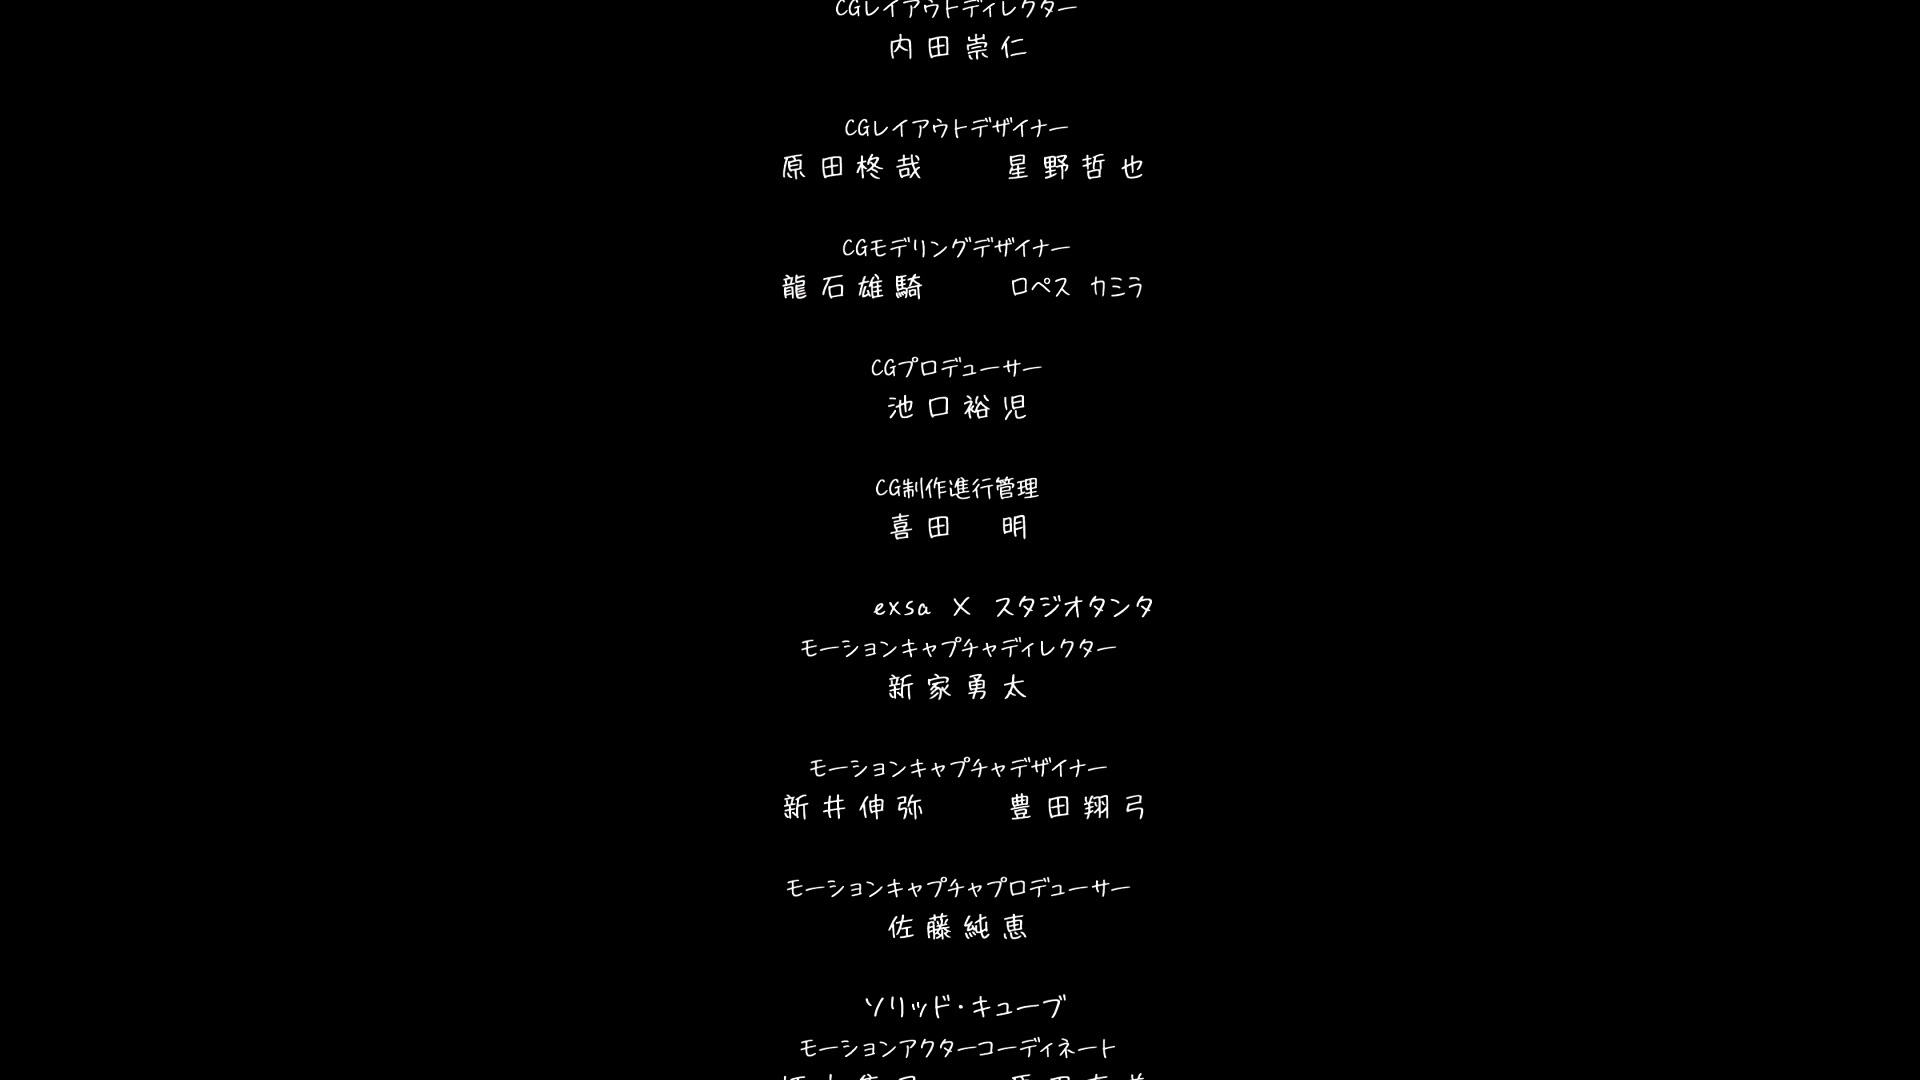 CGレイアウトディレクター
内田崇仁
CGレイアウトデザイナー
原田柊哉　星野哲也
CGモデリングデザイナー
龍石雄騎　ロペス カミラ
CGプロデューサー
池口裕児
CG制作進行管理
喜田　明
exsa × スタジオタンタ
モーションキャプチャディレクター
新家勇太
モーションキャプチャデザイナー
新井伸弥　豊田翔弓
モーションキャプチャプロデューサー
佐藤純恵
ソリッド・キューブ
モーションアクターコーディネート